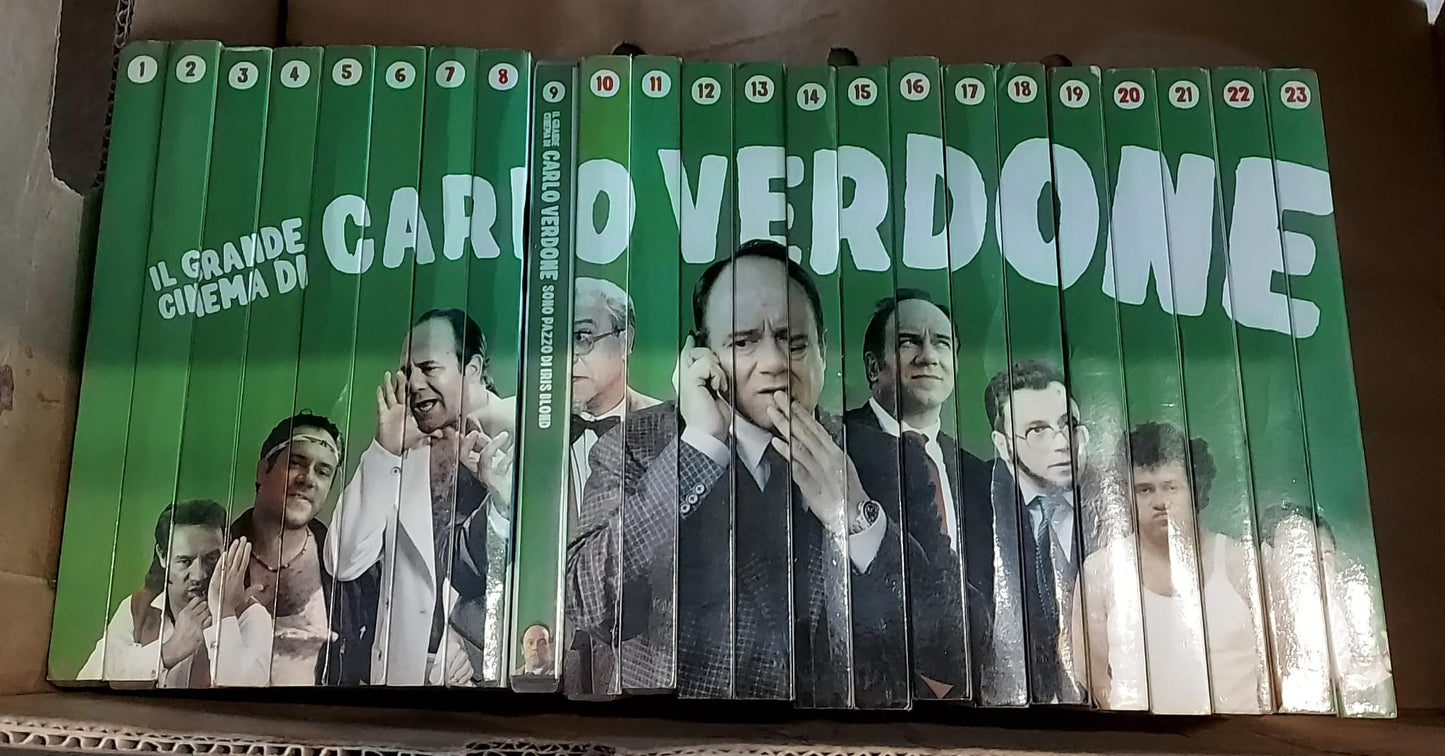 1 2 3 4 5 6 7 8 9 10 11 12 13 14 15 16 17 18 19 20 21 22 23
IL GRANDE
CINEMA DI
CARLO VERDONE
IL GRANDE
CINEMA DI
CARLO VERDONE SONO PAZZO DI IRIS BLOND